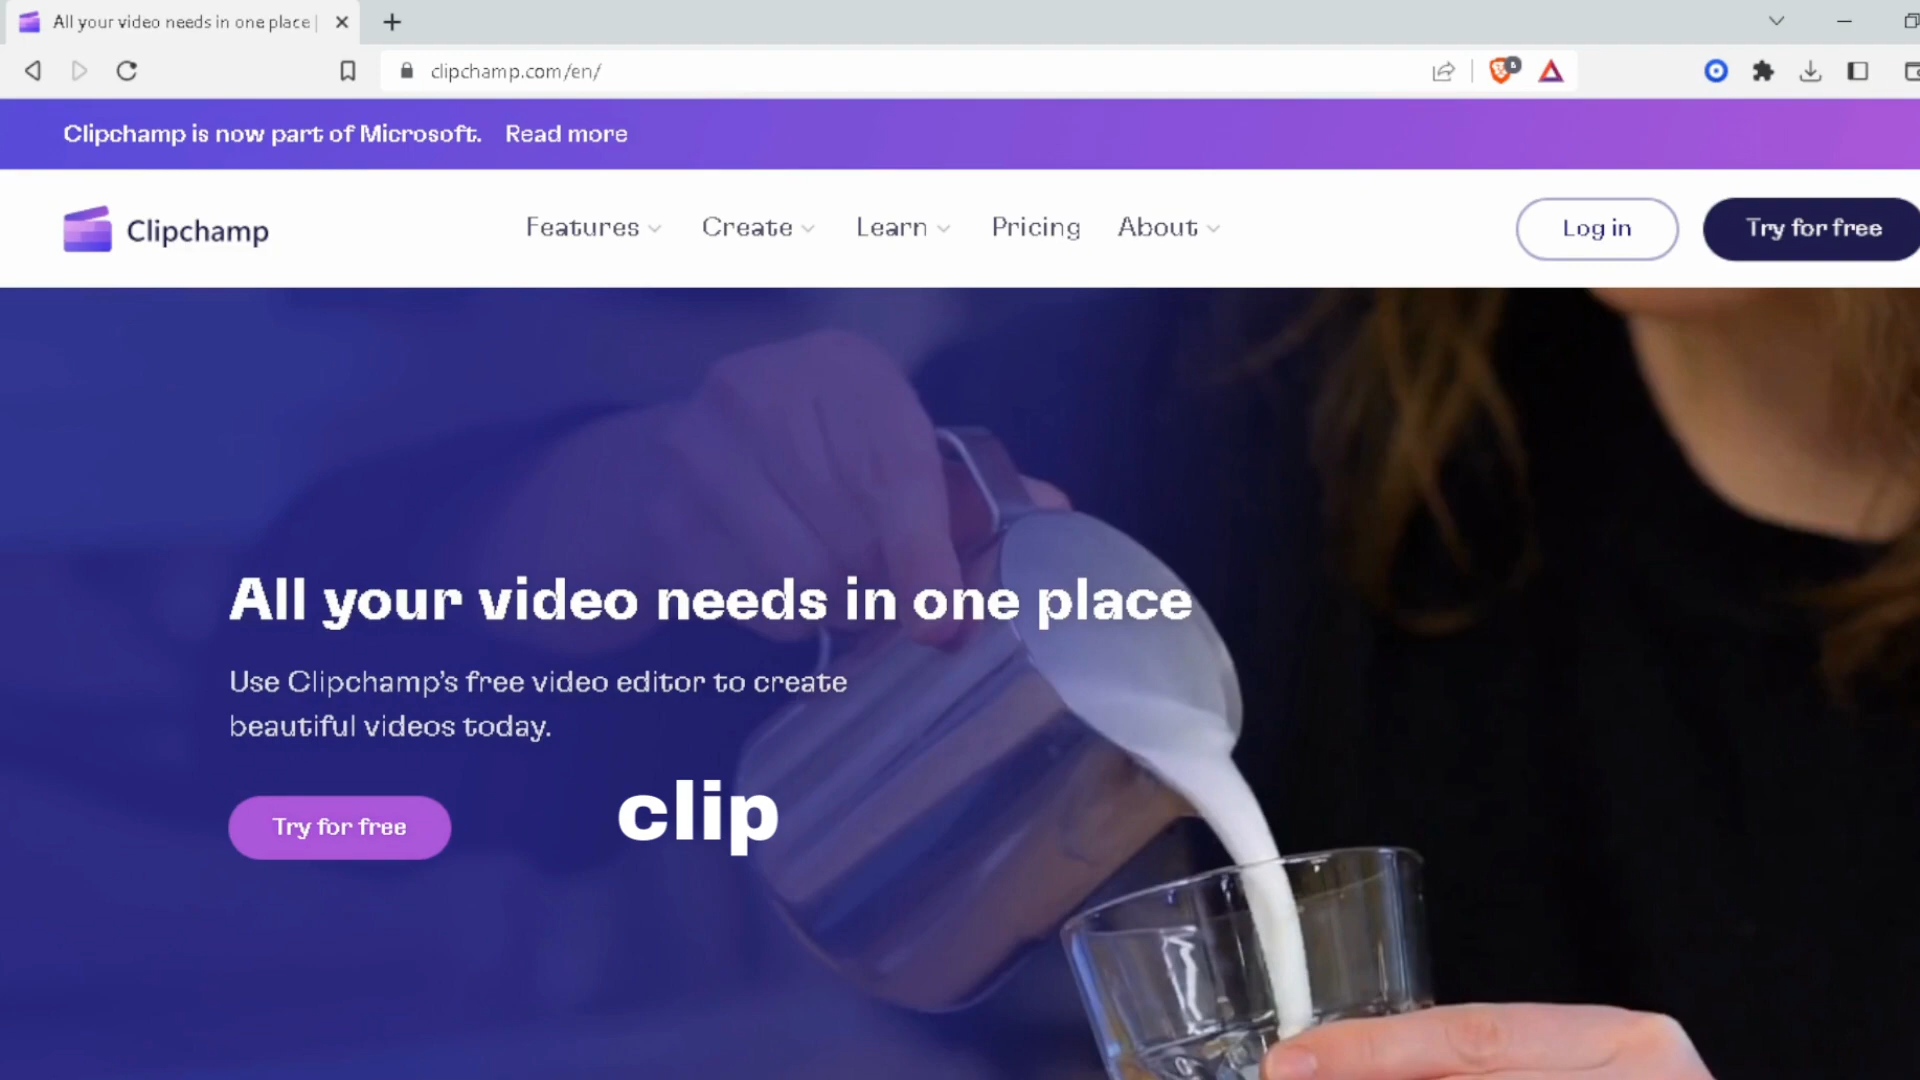 All your video needs in one place |
clipchamp.com/en/
Clipchamp is now part of Microsoft. Read more
Clipchamp
Features
Create
Learn
Pricing
About
Log in
Try for free
All your video needs in one place
Use Clipchamp's free video editor to create
beautiful videos today.
Try for free
clip